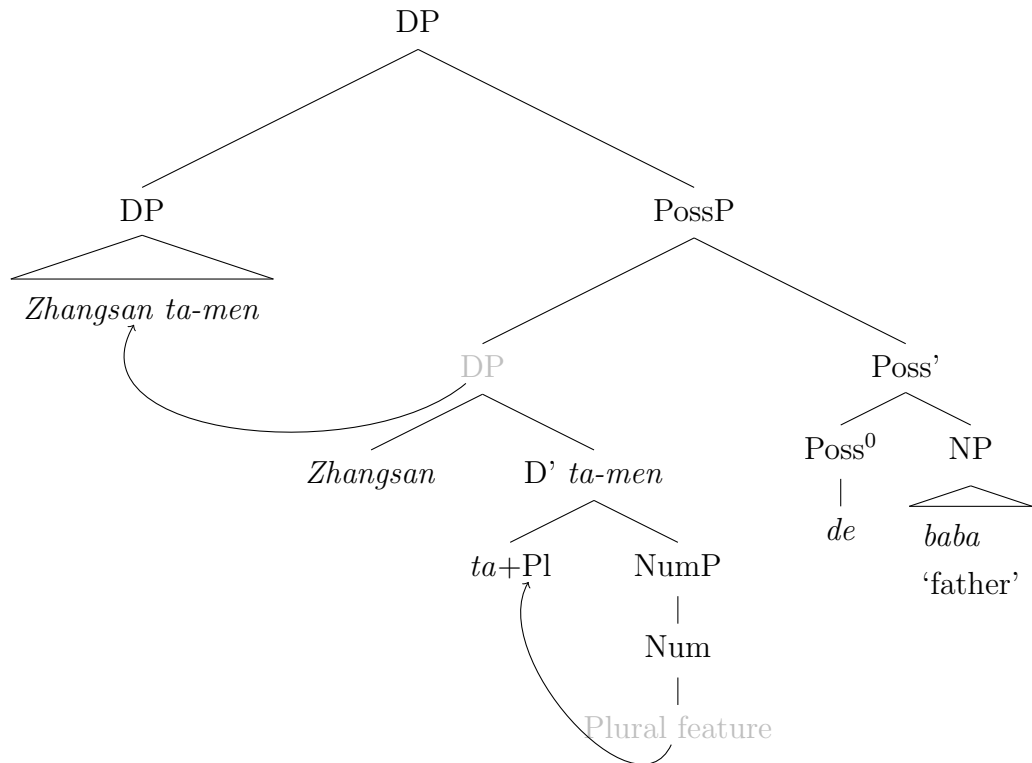 DP
DP PossP
Zhangsan ta-men
DP Poss'
Zhangsan D' ta-men Poss⁰ NP
de baba
ta+Pl NumP ‘father’
Num
Plural feature